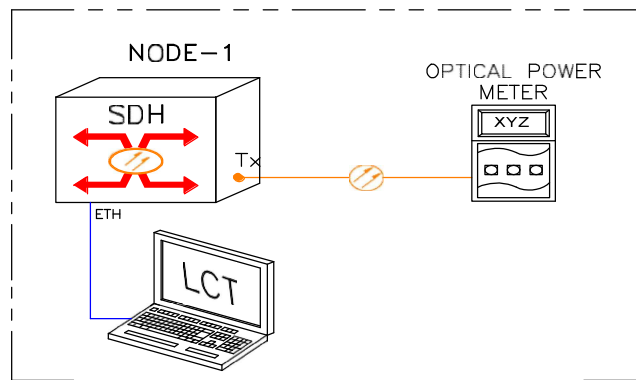 NODE-1
OPTICAL POWER
METER
SDH
XYZ
Tx
ETH
LCT